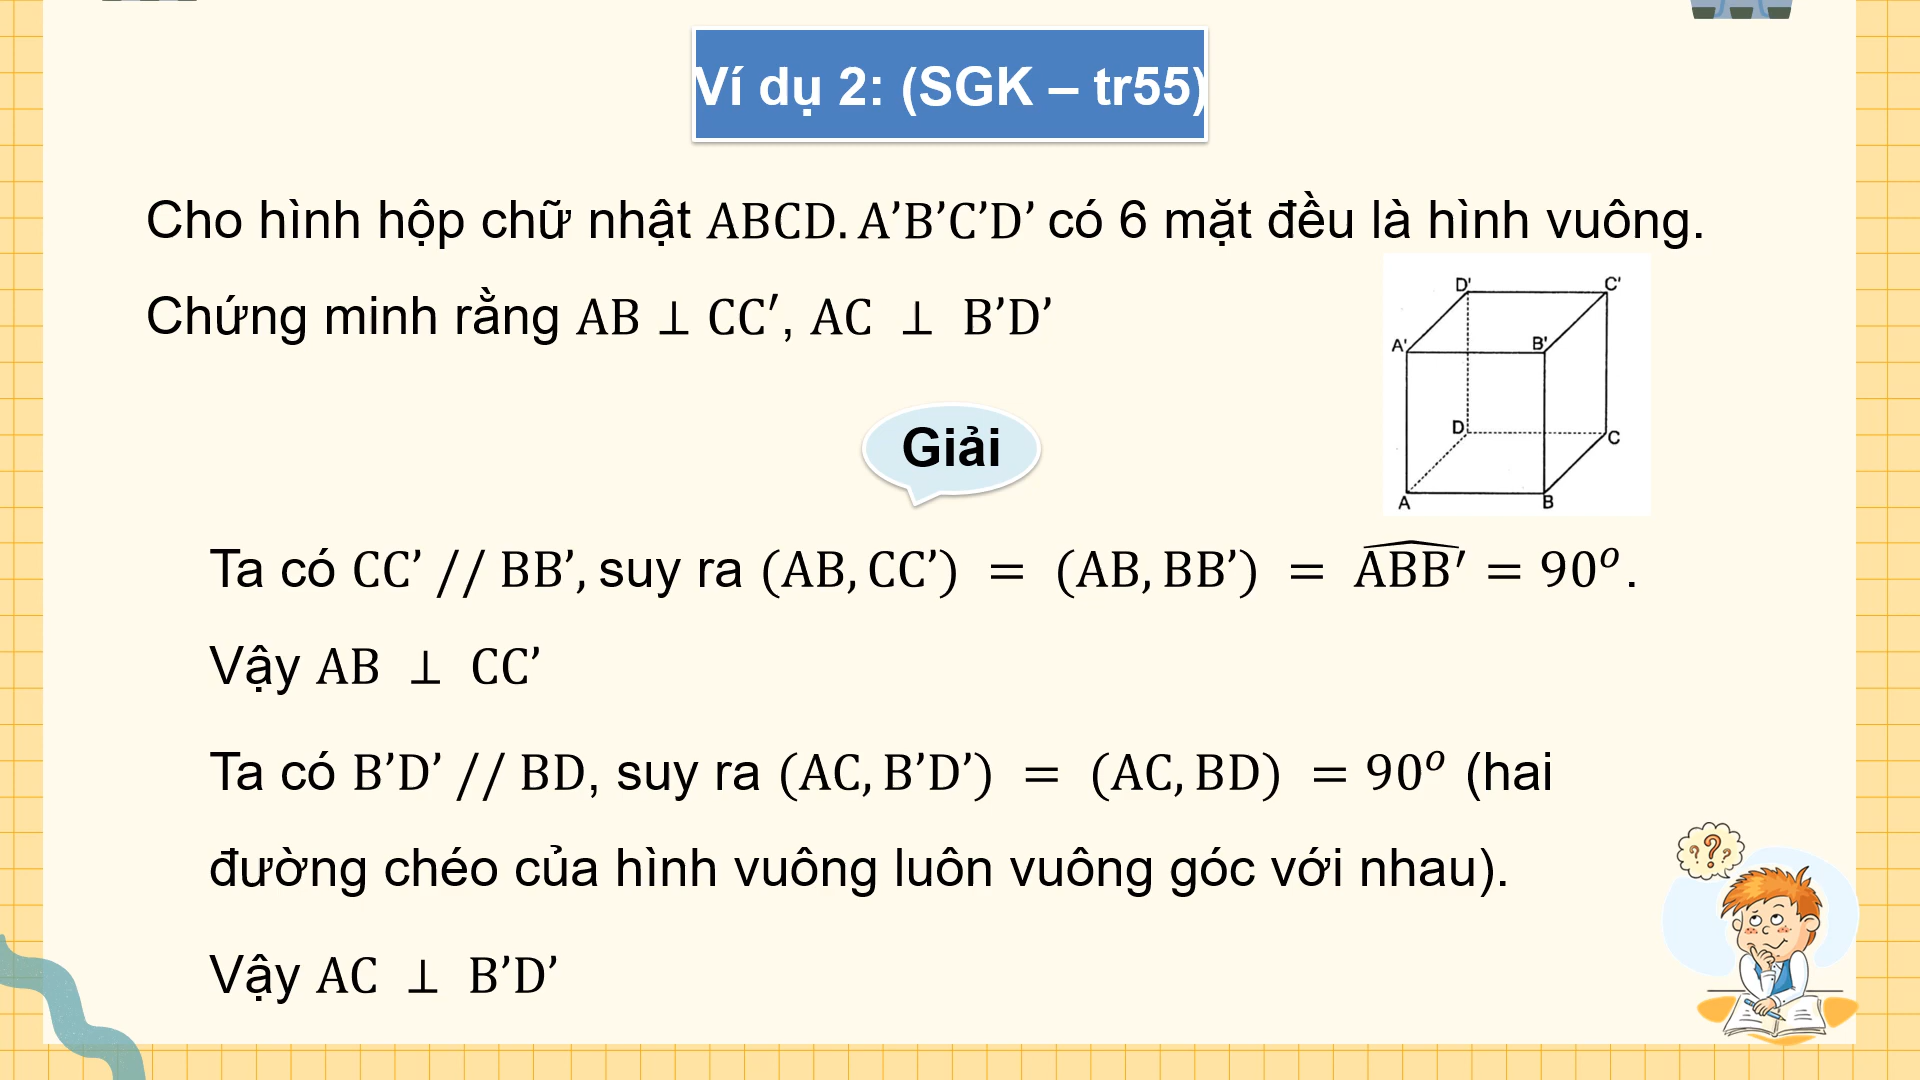 Ví dụ 2: (SGK – tr55)
Cho hình hộp chữ nhật ABCD. A’B’C’D’ có 6 mặt đều là hình vuông.
Chứng minh rằng AB ⊥ CC′, AC ⊥ B’D’
D' C'
A' B'
D C
A B
Giải
Ta có CC’ // BB’, suy ra (AB, CC’) = (AB, BB’) = \widehat{ABB′} = 90ᵒ.
Vậy AB ⊥ CC’
Ta có B’D’ // BD, suy ra (AC, B’D’) = (AC, BD) = 90ᵒ (hai
đường chéo của hình vuông luôn vuông góc với nhau).
???
Vậy AC ⊥ B’D’